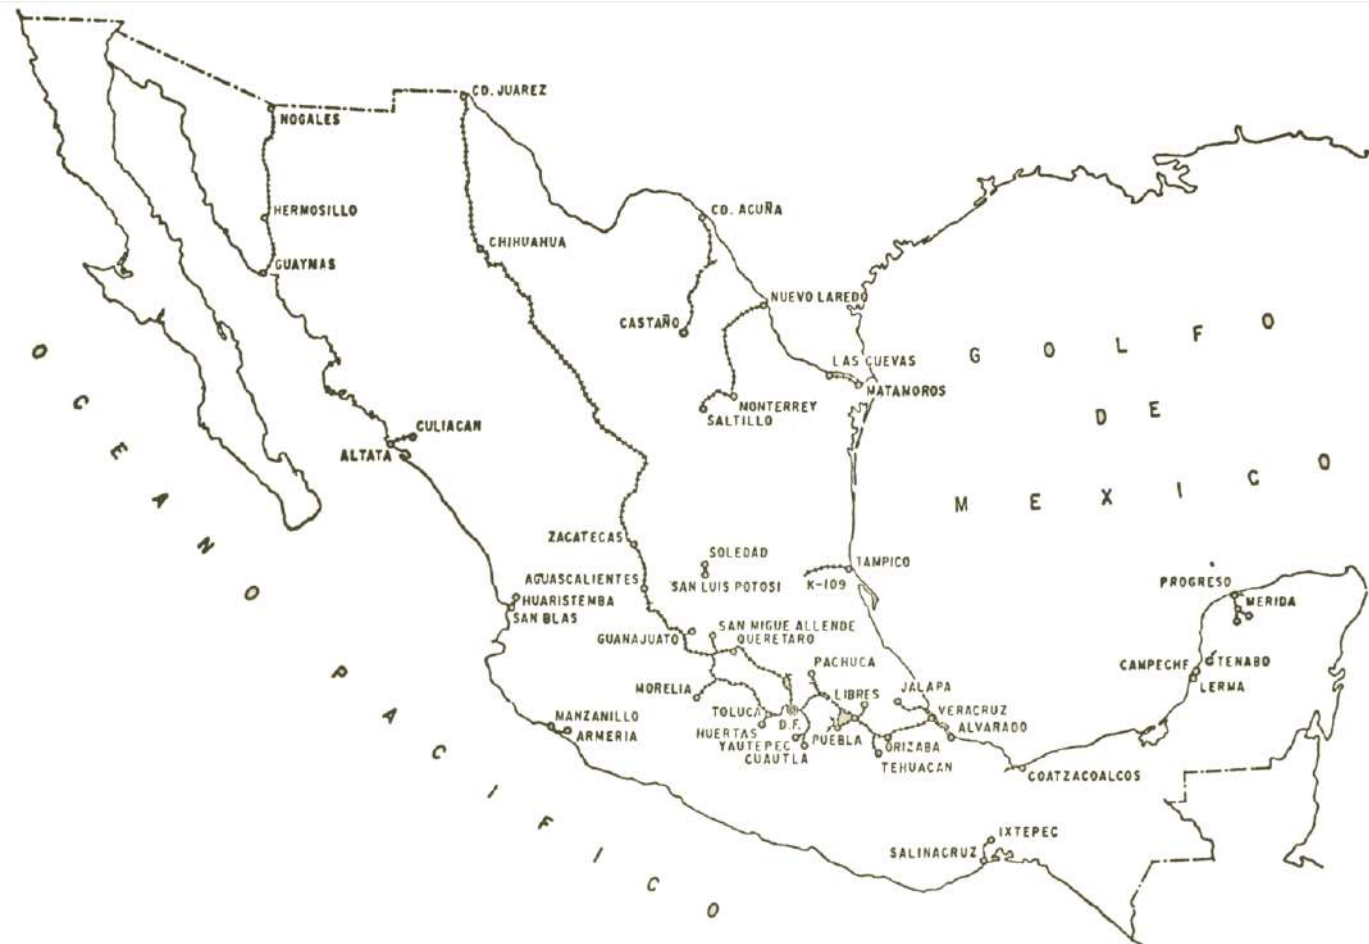 CD. JUAREZ
NOGALES
HERMOSILLO
CD. ACUÑA
CHIHUAHUA
GUAYMAS
NUEVO LAREDO
CASTAÑO
LAS CUEVAS
MATAMOROS
MONTERREY
SALTILLO
CULIACAN
ALTATA
GOLFO
DE
MEXICO
OCEANO PACIFICO
ZACATECAS
SOLEDAD
SAN LUIS POTOSI
TAMPICO
K-109
AGUASCALIENTES
HUARISTEMBA
SAN BLAS
PROGRESO
MERIDA
GUANAJUATO
SAN MIGUE ALLENDE
QUERETARO
PACHUCA
CAMPECHE
TENABO
LERMA
MORELIA
LIBRES
JALAPA
TOLUCA
D.F.
VERACRUZ
ALVARADO
MANZANILLO
ARMERIA
HUERTAS
YAUTEPEC
PUEBLA
ORIZABA
CUAUTLA
TEHUACAN
COATZACOALCOS
IXTEPEC
SALINACRUZ